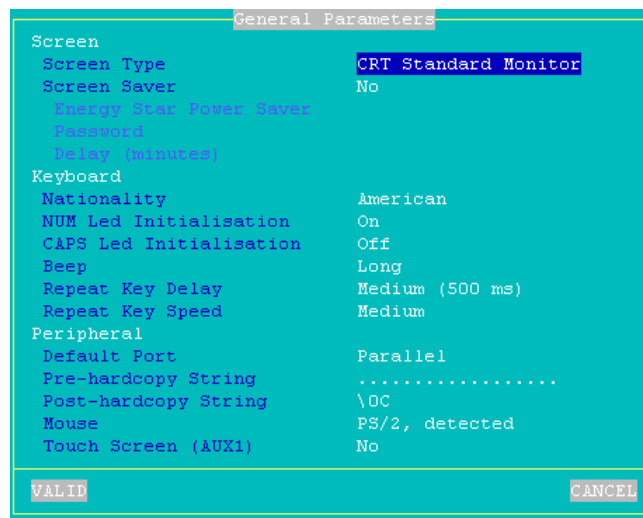 General Parameters
Screen
Screen Type CRT Standard Monitor
Screen Saver No
Energy Star Power Saver
Password
Delay (minutes)
Keyboard
Nationality American
NUM Led Initialisation On
CAPS Led Initialisation Off
Beep Long
Repeat Key Delay Medium (500 ms)
Repeat Key Speed Medium
Peripheral
Default Port Parallel
Pre-hardcopy String ..................
Post-hardcopy String \0C
Mouse PS/2, detected
Touch Screen (AUX1) No
VALID CANCEL